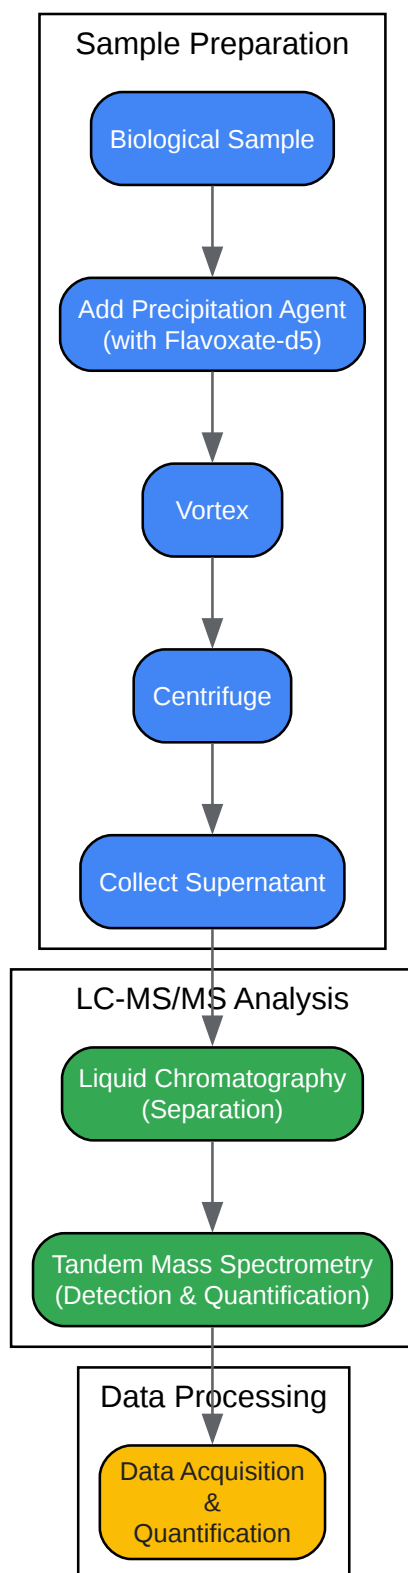 Sample Preparation
Biological Sample
Add Precipitation Agent
(with Flavoxate-d5)
Vortex
Centrifuge
Collect Supernatant
LC-MS/MS Analysis
Liquid Chromatography
(Separation)
Tandem Mass Spectrometry
(Detection & Quantification)
Data Processing
Data Acquisition
&
Quantification